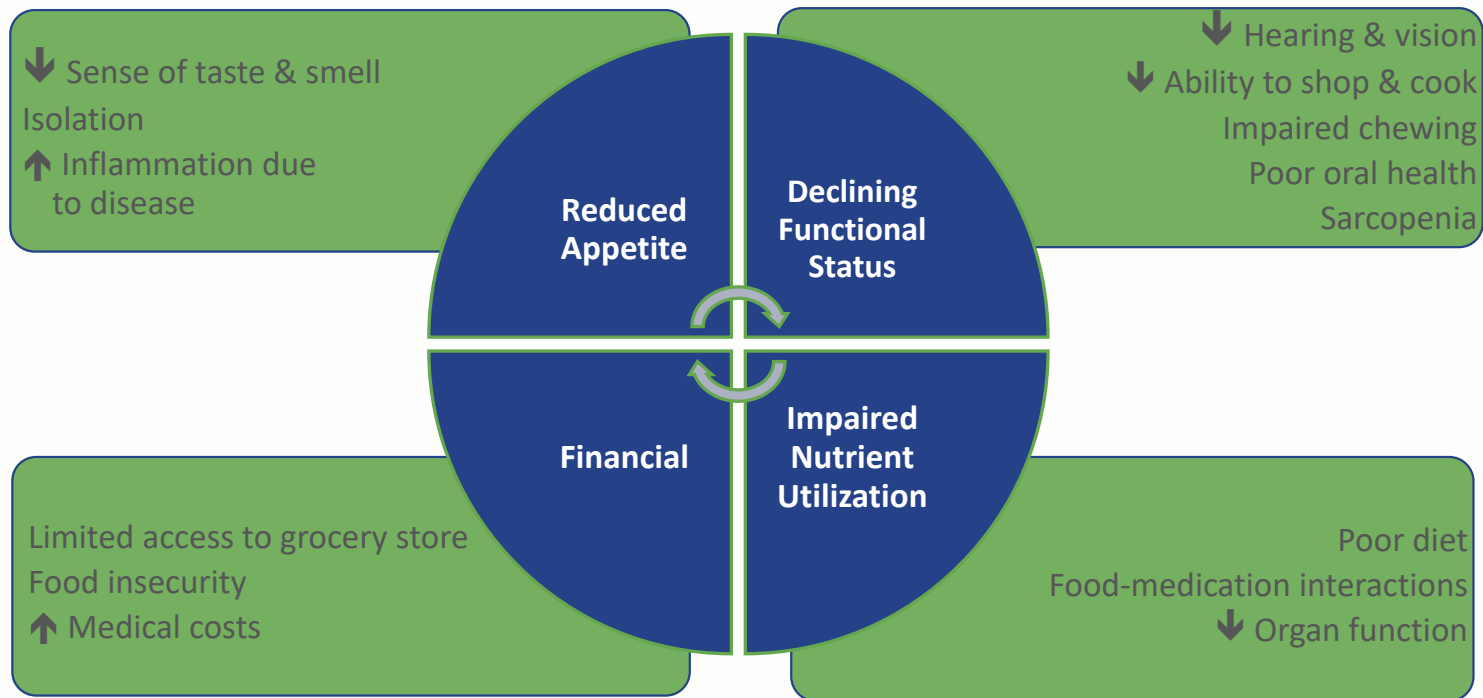 ↓ Sense of taste & smell
Isolation
↑ Inflammation due
to disease
↓ Hearing & vision
↓ Ability to shop & cook
Impaired chewing
Poor oral health
Sarcopenia
Reduced
Appetite
Declining
Functional
Status
Financial
Impaired
Nutrient
Utilization
Limited access to grocery store
Food insecurity
↑ Medical costs
Poor diet
Food-medication interactions
↓ Organ function